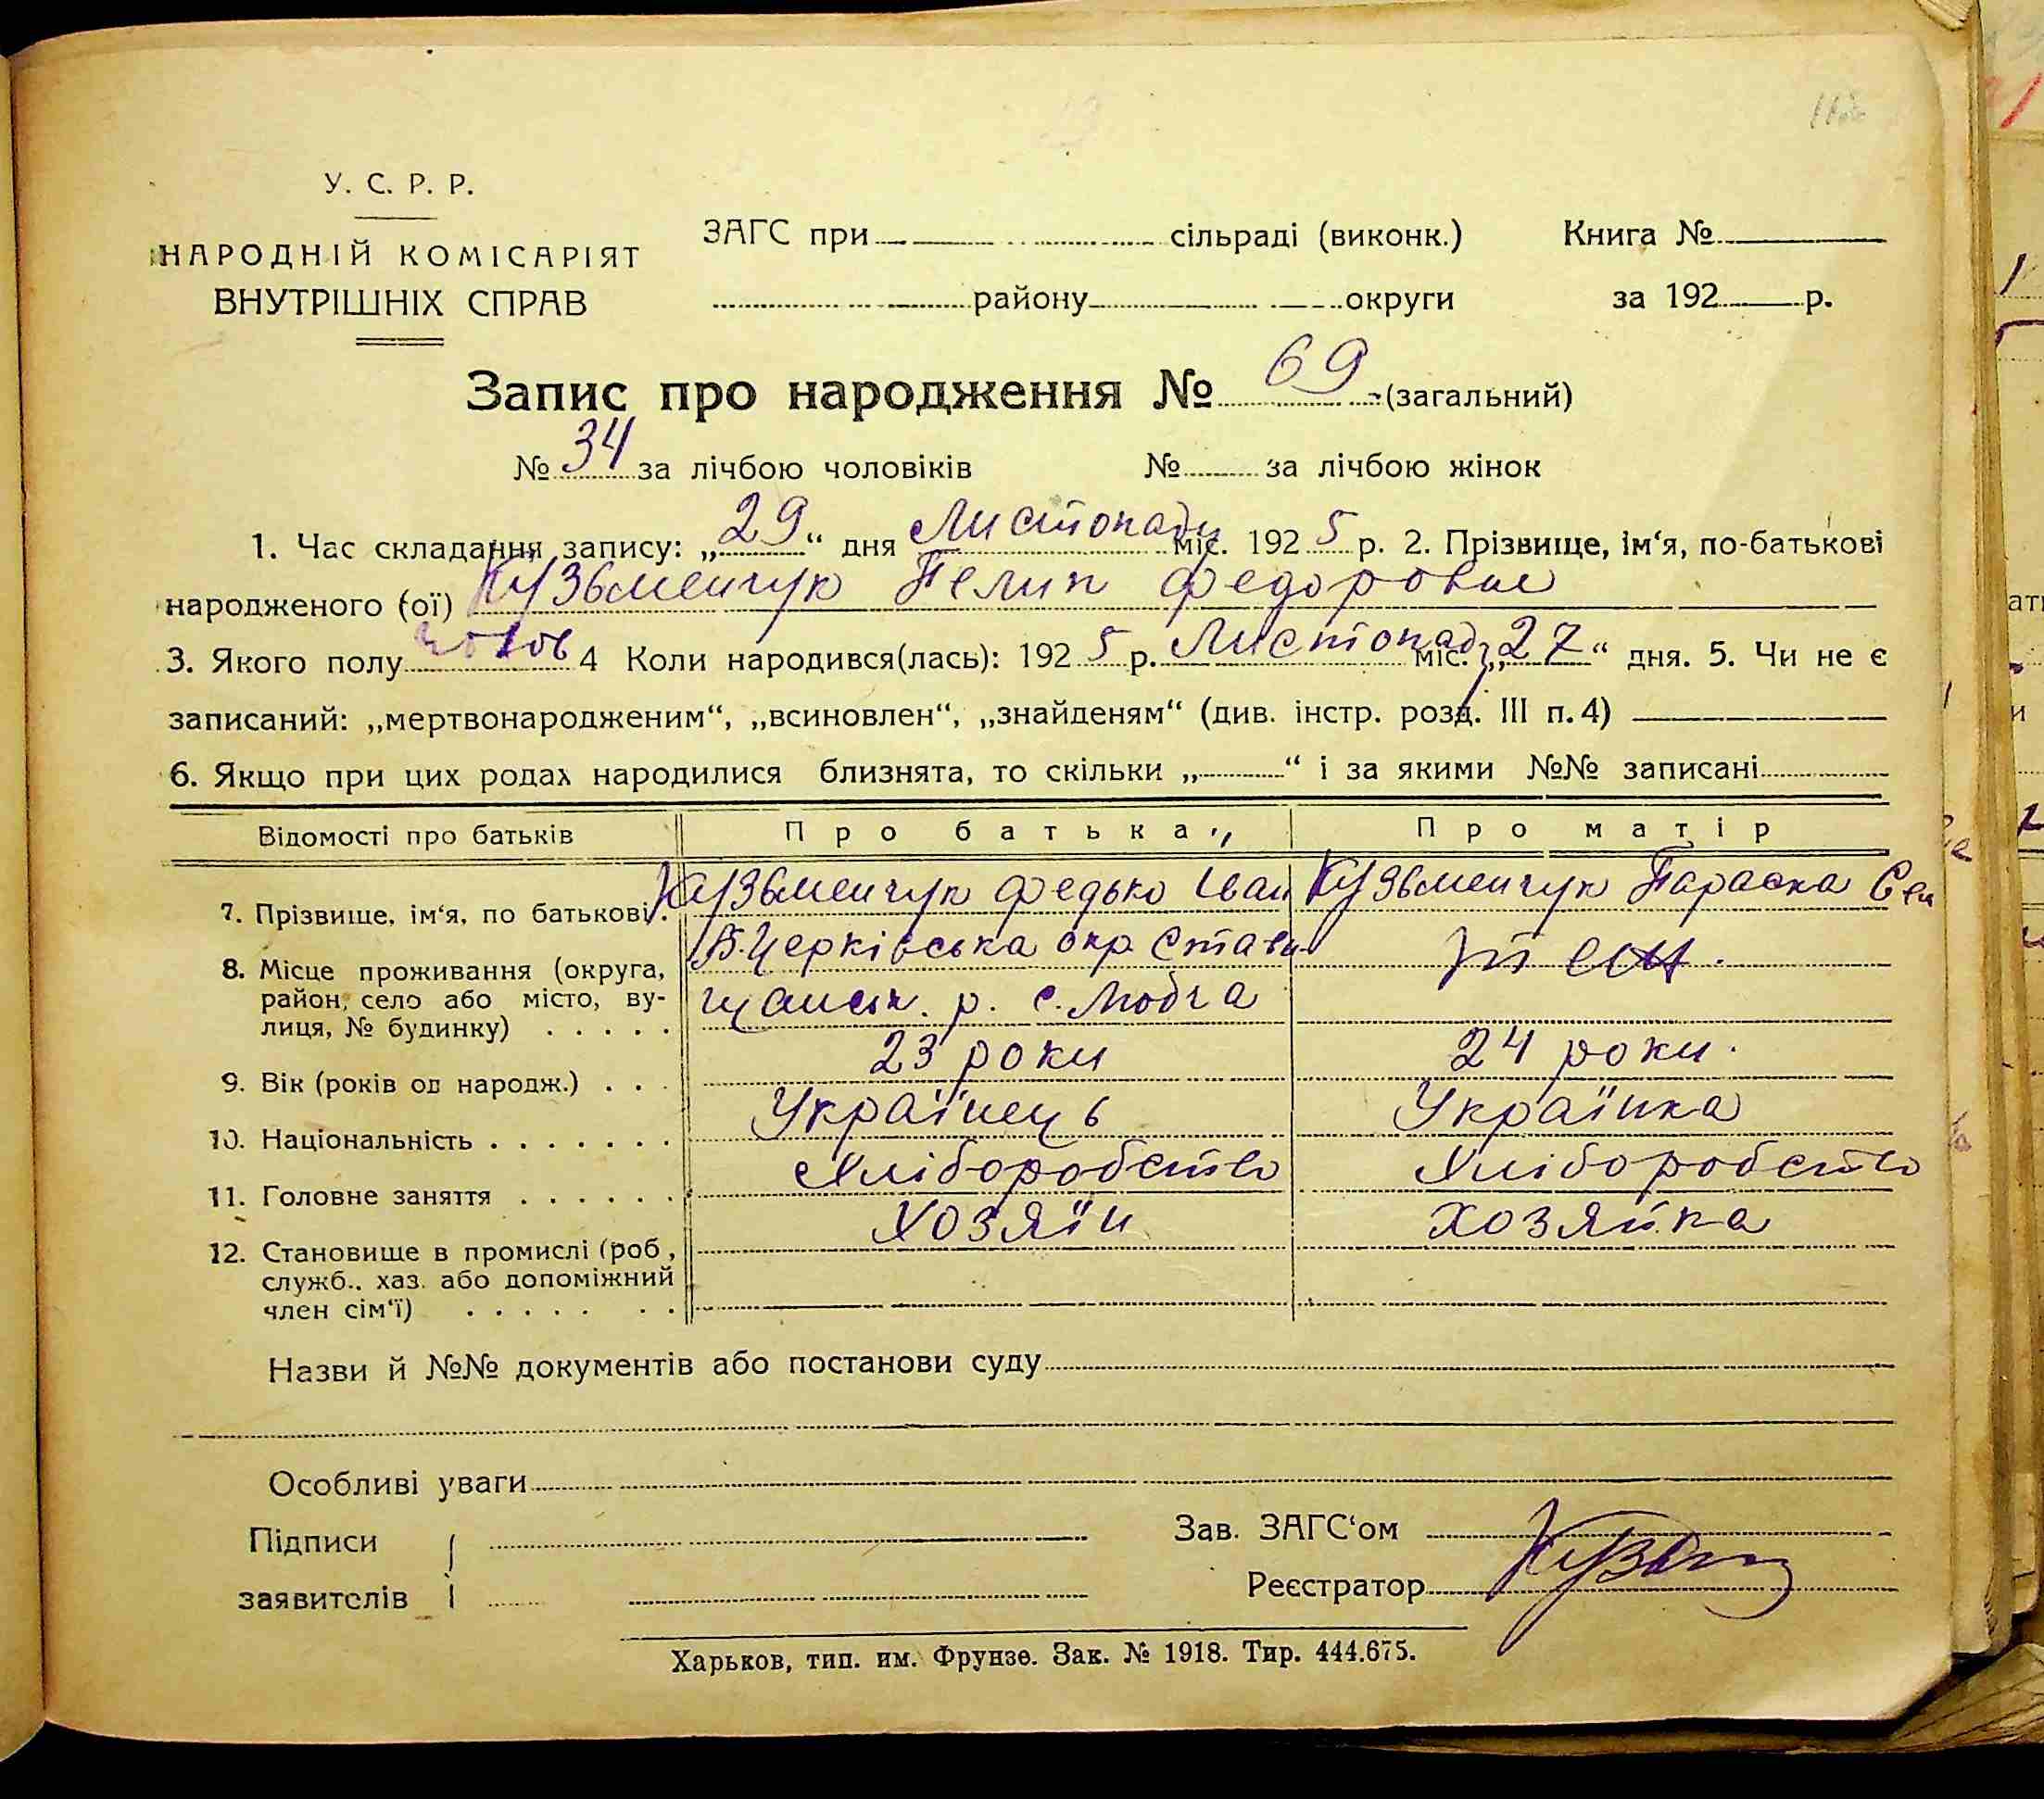 У. С. Р. Р.
НАРОДНІЙ КОМІСАРІЯТ
ВНУТРІШНІХ СПРАВ
ЗАГС при сільраді (виконк.) Книга №
району округи за 192 р.
Запис про народження № 69 (загальний)
№ 34 за лічбою чоловіків № за лічбою жінок
1. Час складання запису: „29“ дня Листопаду міс. 1925 р. 2. Прізвище, ім‘я, по-батькові
народженого (ої) Кузьменчук Пелип Федорович
3. Якого полу чолов 4 Коли народився(лась): 1925 р. Листопаду міс. „27“ дня. 5. Чи не є
записаний: „мертвонародженим“, „всиновлен“, „знайденям“ (див. інстр. розд. III п. 4)
6. Якщо при цих родах народилися близнята, то скільки „ “ і за якими №№ записані
Відомості про батьків Про батька Про матір
7. Прізвище, ім‘я, по батькові. Кузьменчук Федько Іван Кузьменчук Параска Сем
8. Місце проживання (округа, район, село або місто, вулиця, № будинку) Б. Церківська окр Стави
щанськ. р. с. Любча
9. Вік (років од народж.) 23 роки 24 роки.
10. Національність Українець Українка
11. Головне заняття Хліборобство Хліборобство
12. Становище в промислі (роб, служб., хаз. або допоміжний член сім‘ї) Хозяїн Хозяйка
Назви й №№ документів або постанови суду
Особливі уваги
Підписи
заявителів
Зав. ЗАГС‘ом
Реєстратор
Харьков, тип. им. Фрунзе. Зак. № 1918. Тир. 444.675.